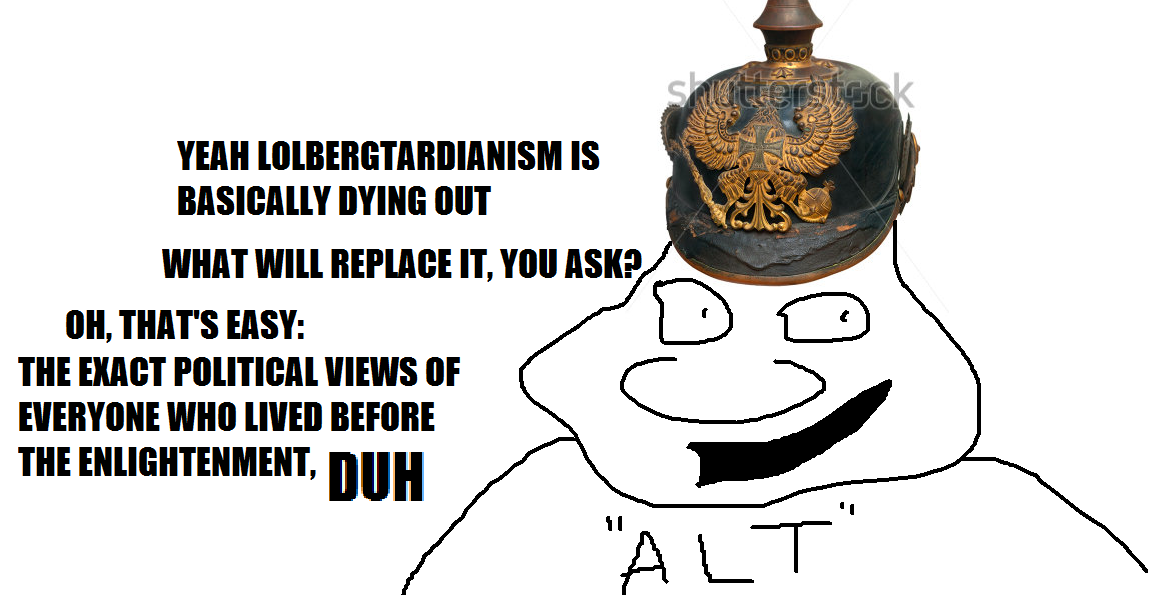 shutterstock
YEAH LOLBERGTARDIANISM IS
BASICALLY DYING OUT
WHAT WILL REPLACE IT, YOU ASK?
OH, THAT'S EASY:
THE EXACT POLITICAL VIEWS OF
EVERYONE WHO LIVED BEFORE
THE ENLIGHTENMENT, DUH
"ALT"